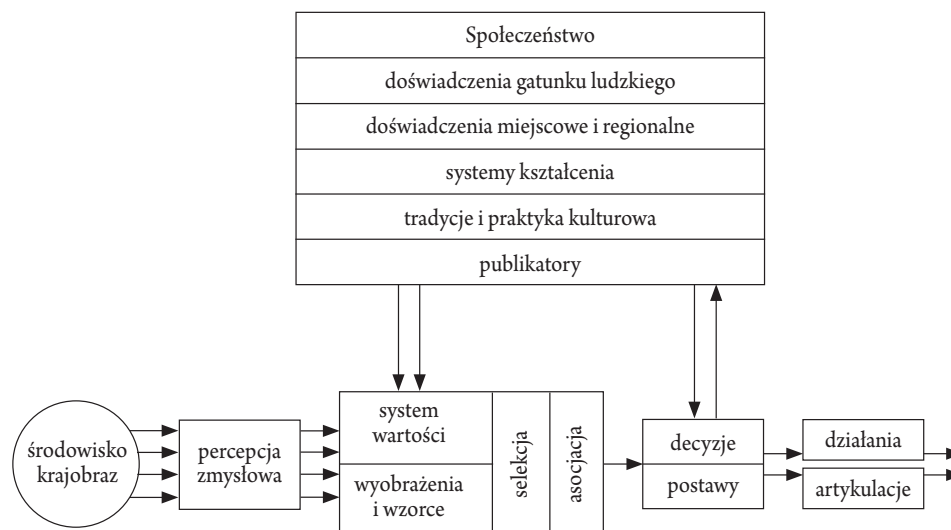 Społeczeństwo
doświadczenia gatunku ludzkiego
doświadczenia miejscowe i regionalne
systemy kształcenia
tradycje i praktyka kulturowa
publikatory
środowisko
krajobraz
percepcja
zmysłowa
system
wartości
wyobrażenia
i wzorce
selekcja
asocjacja
decyzje
postawy
działania
artykulacje